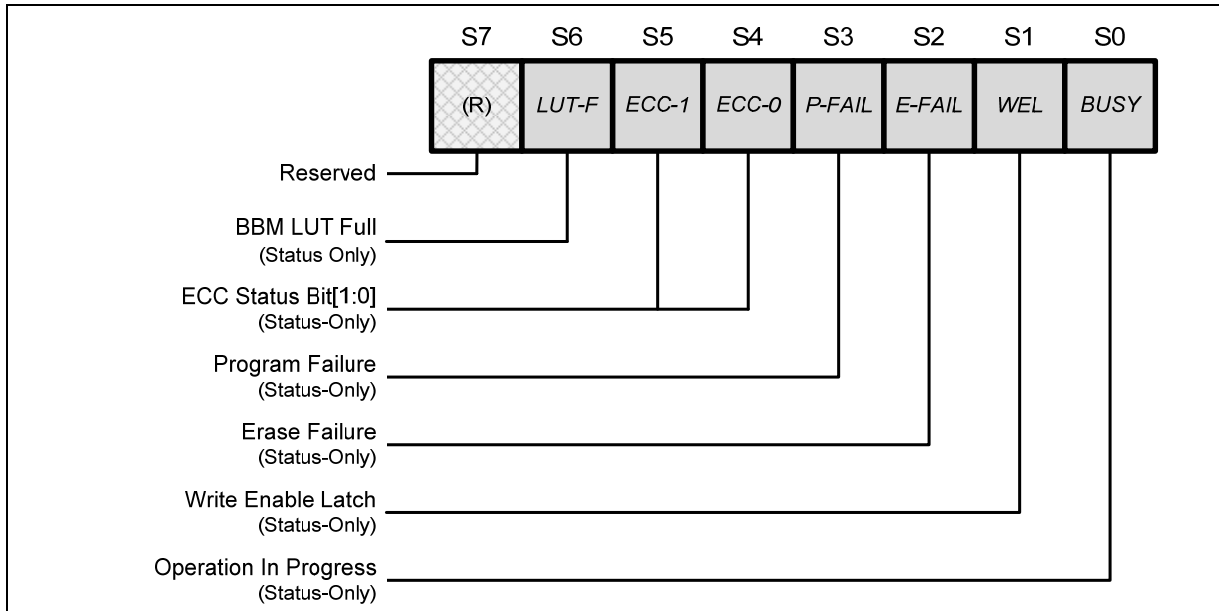 S7 S6 S5 S4 S3 S2 S1 S0
(R) LUT-F ECC-1 ECC-0 P-FAIL E-FAIL WEL BUSY
Reserved
BBM LUT Full
(Status Only)
ECC Status Bit[1:0]
(Status-Only)
Program Failure
(Status-Only)
Erase Failure
(Status-Only)
Write Enable Latch
(Status-Only)
Operation In Progress
(Status-Only)